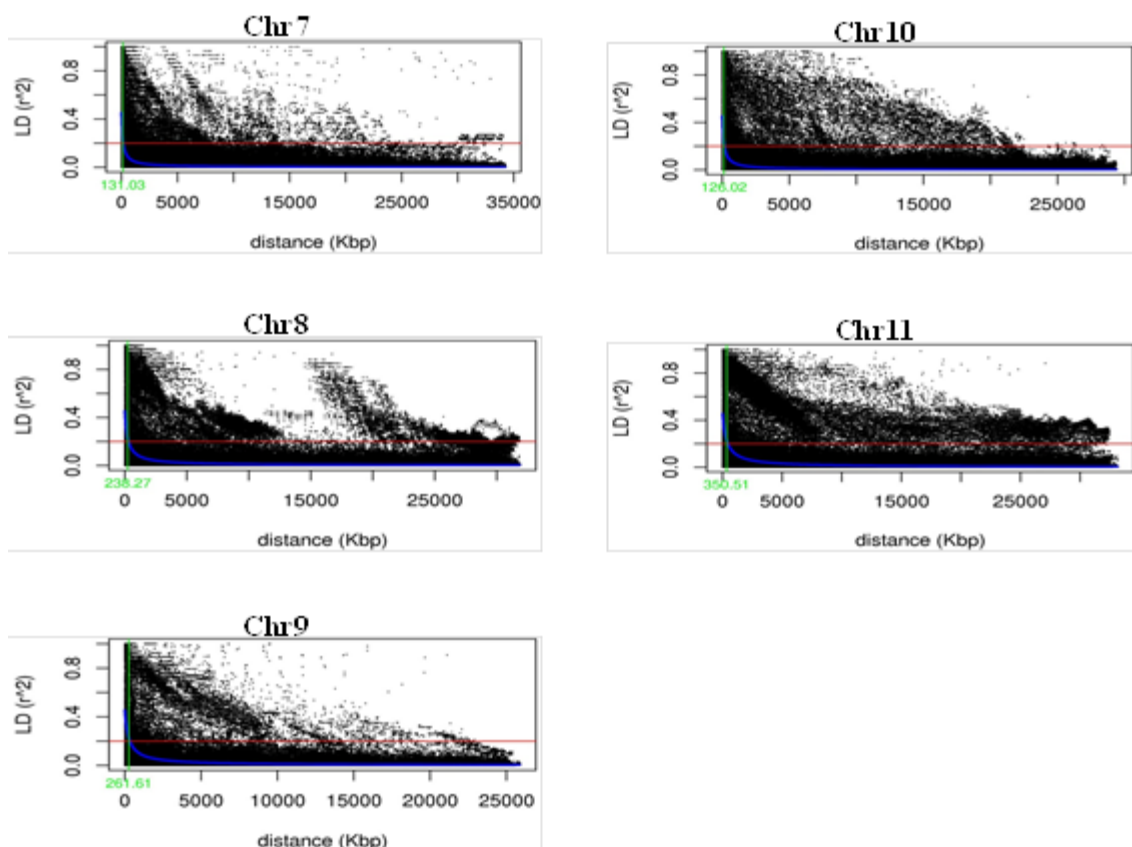 Chr7
LD (r^2)
0.0 0.4 0.8
131.03
0 5000 15000 25000 35000
distance (Kbp)
Chr8
LD (r^2)
0.0 0.4 0.8
238.27
0 5000 15000 25000
distance (Kbp)
Chr9
LD (r^2)
0.0 0.4 0.8
261.61
0 5000 10000 15000 20000 25000
distance (Kbp)
Chr10
LD (r^2)
0.0 0.4 0.8
126.02
0 5000 15000 25000
distance (Kbp)
Chr11
LD (r^2)
0.0 0.4 0.8
350.51
0 5000 15000 25000
distance (Kbp)